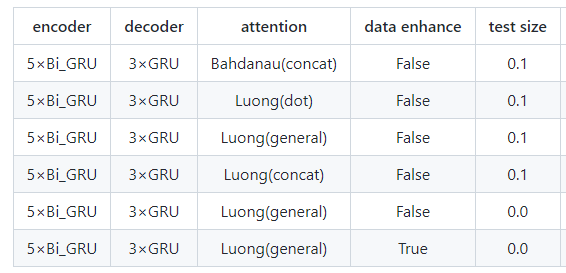 encoder decoder attention data enhance test size
5×Bi_GRU 3×GRU Bahdanau(concat) False 0.1
5×Bi_GRU 3×GRU Luong(dot) False 0.1
5×Bi_GRU 3×GRU Luong(general) False 0.1
5×Bi_GRU 3×GRU Luong(concat) False 0.1
5×Bi_GRU 3×GRU Luong(general) False 0.0
5×Bi_GRU 3×GRU Luong(general) True 0.0